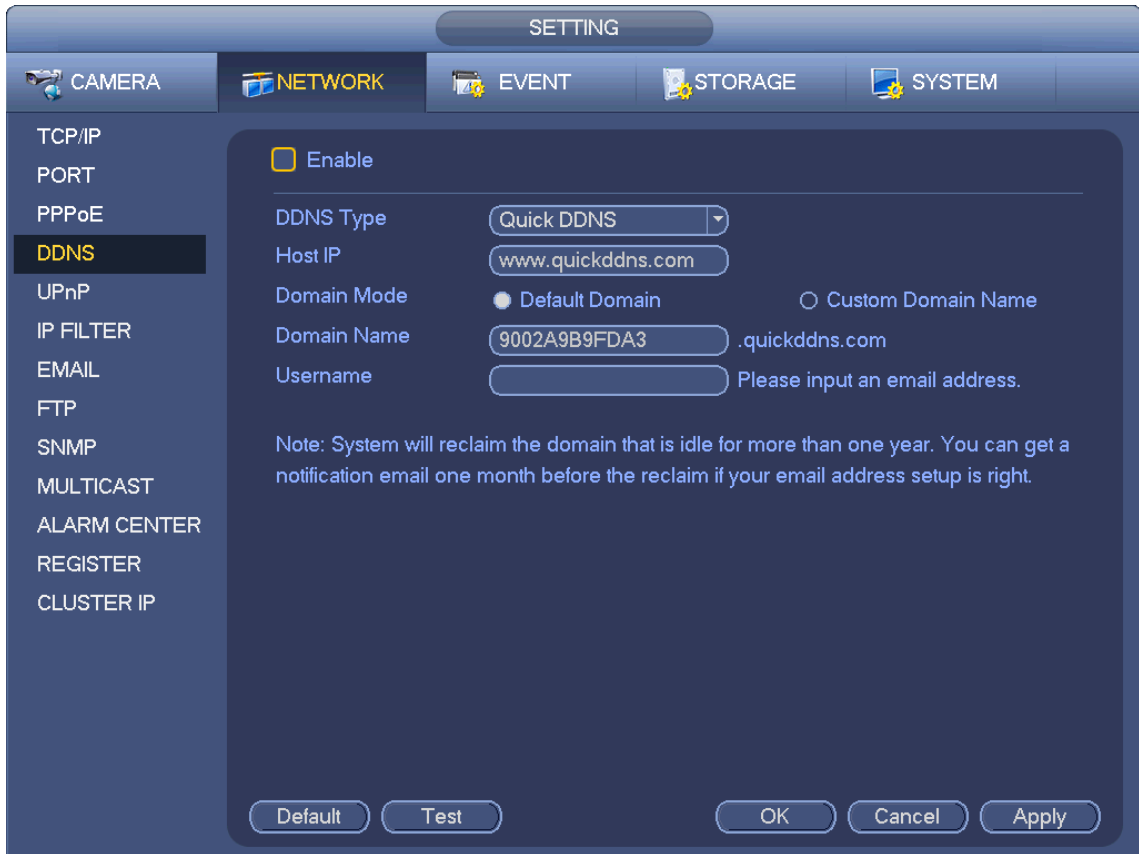 SETTING
CAMERA NETWORK EVENT STORAGE SYSTEM
TCP/IP
PORT
PPPoE
DDNS
UPnP
IP FILTER
EMAIL
FTP
SNMP
MULTICAST
ALARM CENTER
REGISTER
CLUSTER IP
Enable
DDNS Type Quick DDNS
Host IP www.quickddns.com
Domain Mode Default Domain Custom Domain Name
Domain Name 9002A9B9FDA3 .quickddns.com
Username Please input an email address.
Note: System will reclaim the domain that is idle for more than one year. You can get a
notification email one month before the reclaim if your email address setup is right.
Default Test OK Cancel Apply